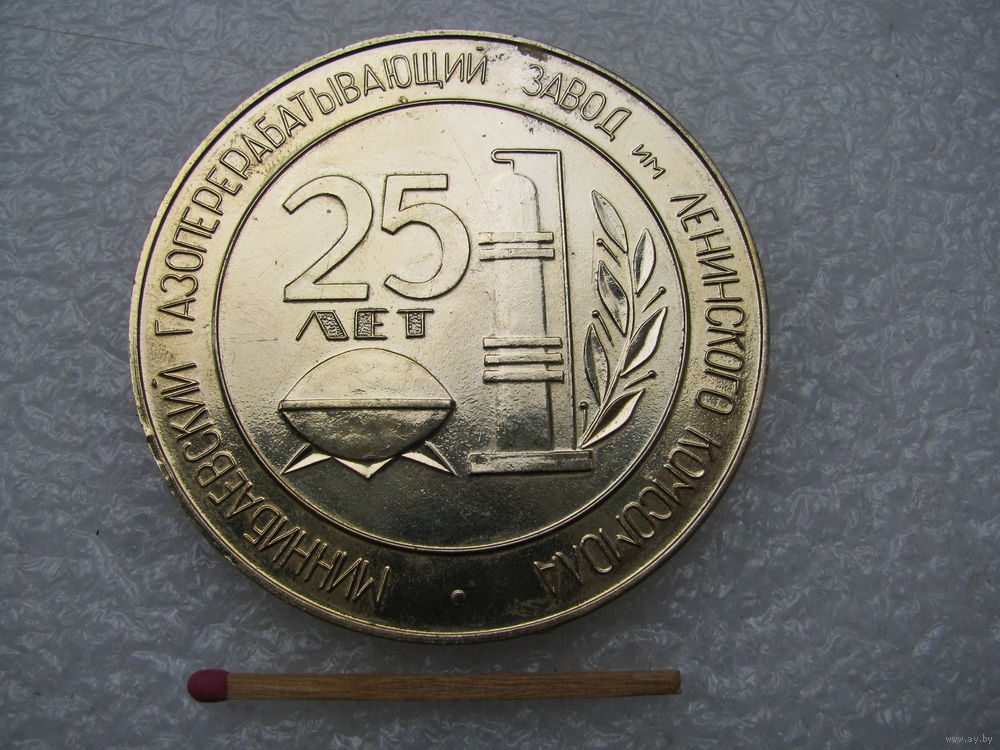 МИННИБАЕВСКИЙ ГАЗОПЕРЕРАБАТЫВАЮЩИЙ ЗАВОД им ЛЕНИНСКОГО КОМСОМОЛА
25
ЛЕТ
www.ay.by